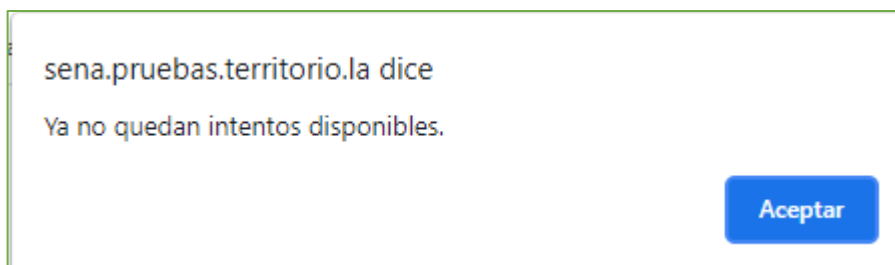 sena.pruebas.territorio.la dice
Ya no quedan intentos disponibles.
Aceptar